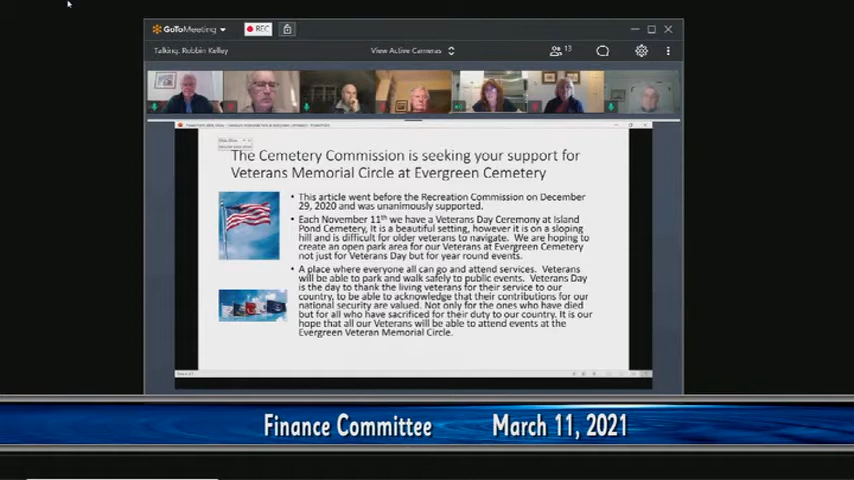 GoToMeeting
REC
Talking: Robbin Kelley
View Active Cameras
13
The Cemetery Commission is seeking your support for
Veterans Memorial Circle at Evergreen Cemetery
• This article went before the Recreation Commission on December
29, 2020 and was unanimously supported.
• Each November 11th we have a Veterans Day Ceremony at Island
Pond Cemetery, It is a beautiful setting, however it is on a sloping
hill and is difficult for older veterans to navigate. We are hoping to
create an open park area for our Veterans at Evergreen Cemetery
not just for Veterans Day but for year round events.
• A place where everyone all can go and attend services. Veterans
will be able to park and walk safely to public events. Veterans Day
is the day to thank the living veterans for their service to our
country, to be able to acknowledge that their contributions for our
national security are valued. Not only for the ones who have died
but for all who have sacrificed for their duty to our country. It is our
hope that all our Veterans will be able to attend events at the
Evergreen Veteran Memorial Circle.
Finance Committee March 11, 2021